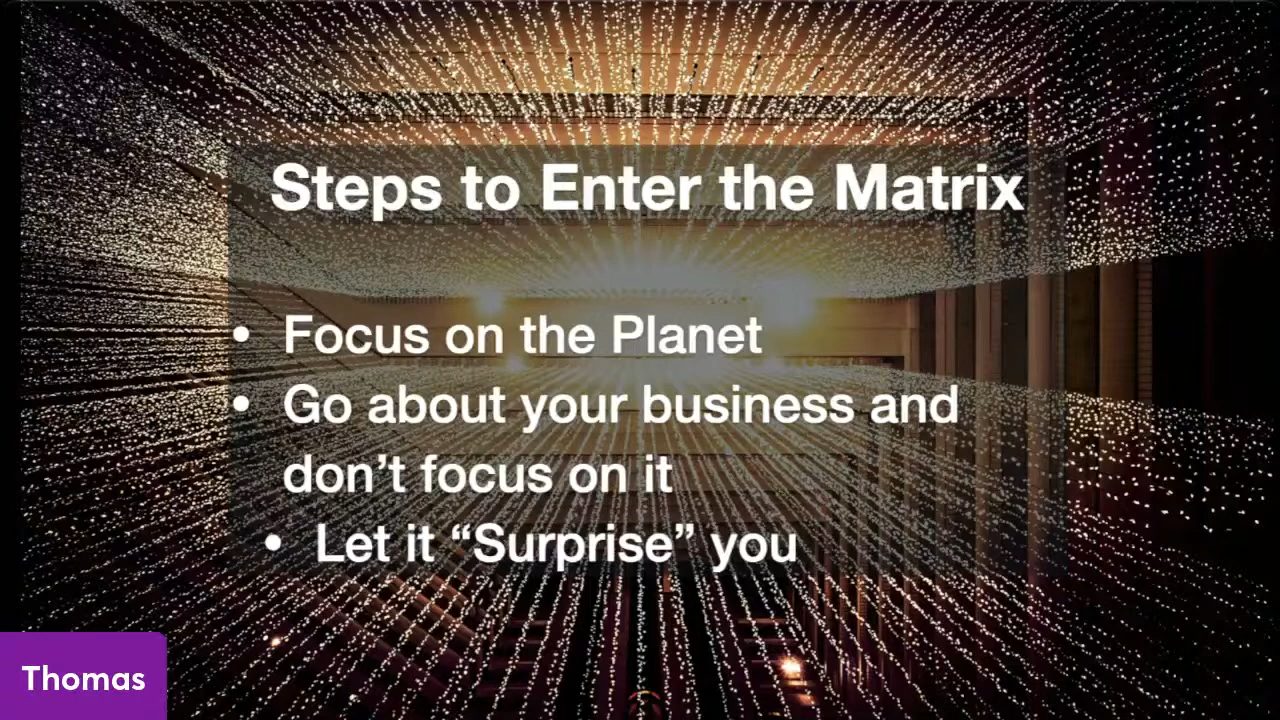 Steps to Enter the Matrix
• Focus on the Planet
• Go about your business and
don’t focus on it
• Let it “Surprise” you
Thomas